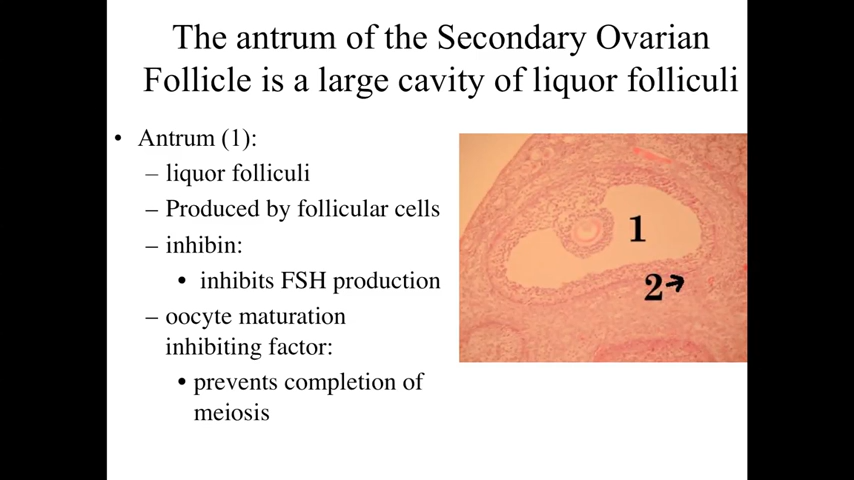 The antrum of the Secondary Ovarian
Follicle is a large cavity of liquor folliculi
• Antrum (1):
– liquor folliculi
– Produced by follicular cells
– inhibin:
• inhibits FSH production
– oocyte maturation
inhibiting factor:
• prevents completion of
meiosis
1
2→